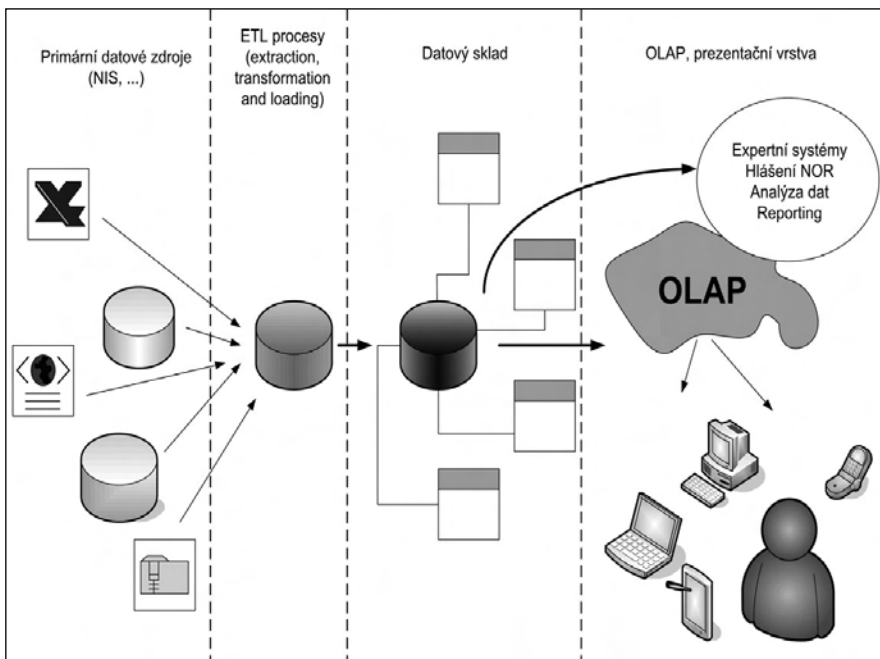 Primární datové zdroje
(NIS, ...)
ETL procesy
(extraction,
transformation
and loading)
Datový sklad
OLAP, prezentační vrstva
Expertní systémy
Hlášení NOR
Analýza dat
Reporting
OLAP